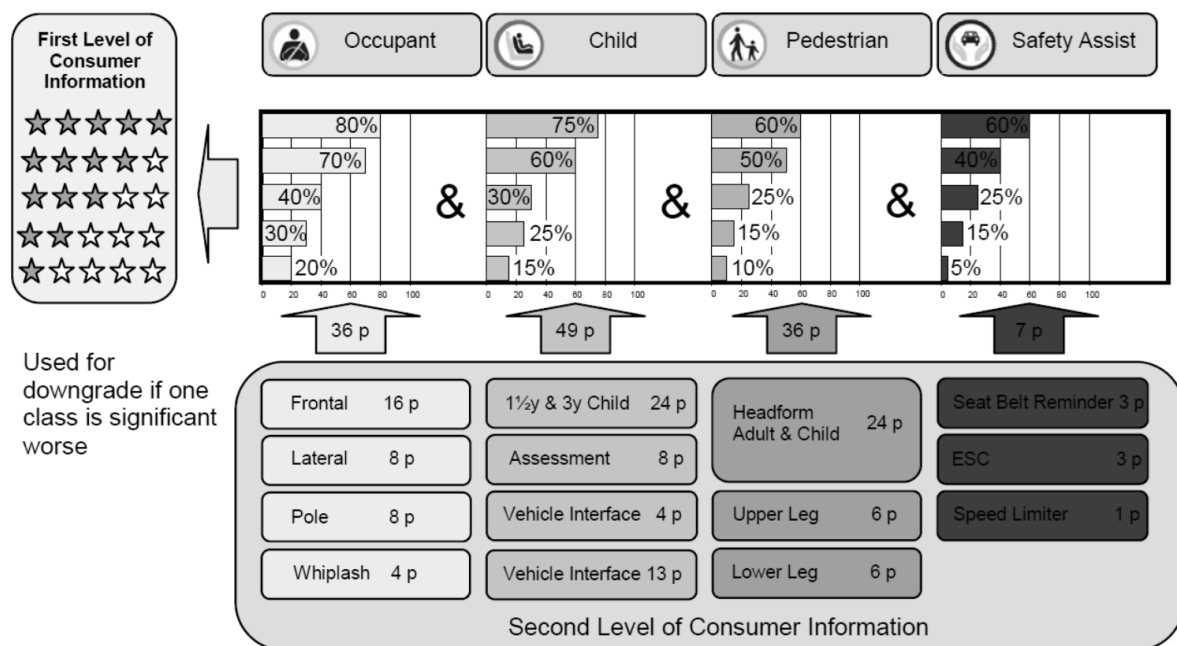 First Level of
Consumer
Information
Occupant
Child
Pedestrian
Safety Assist
80%
70%
40%
30%
20%
0 20 40 60 80 100
&
75%
60%
30%
25%
15%
0 20 40 60 80 100
&
60%
50%
25%
15%
10%
0 20 40 60 80 100
&
60%
40%
25%
15%
5%
0 20 40 60 80 100
36 p
49 p
36 p
7 p
Used for
downgrade if one
class is significant
worse
Frontal 16 p
Lateral 8 p
Pole 8 p
Whiplash 4 p
1½y & 3y Child 24 p
Assessment 8 p
Vehicle Interface 4 p
Vehicle Interface 13 p
Headform
Adult & Child 24 p
Upper Leg 6 p
Lower Leg 6 p
Seat Belt Reminder 3 p
ESC 3 p
Speed Limiter 1 p
Second Level of Consumer Information